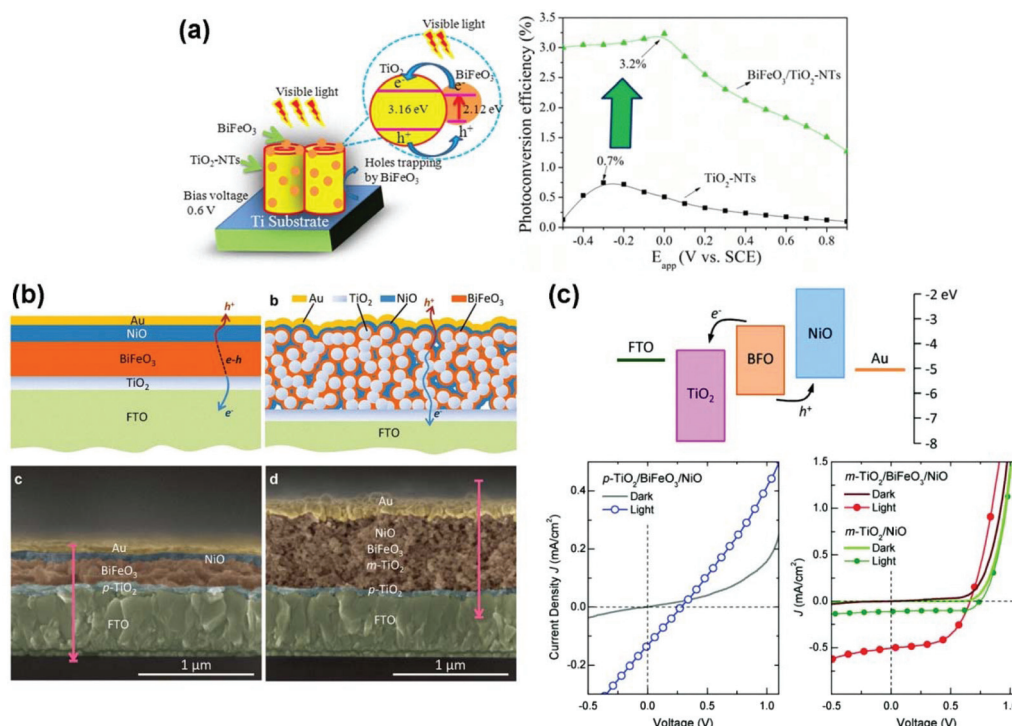 (a)
Visible light
TiO2
e-
BiFeO3
e-
3.16 eV
2.12 eV
h+
h+
Visible light
BiFeO3
TiO2-NTs
Holes trapping
by BiFeO3
Bias voltage
0.6 V
Ti Substrate
Photoconversion efficiency (%)
3.5
3.0
2.5
2.0
1.5
1.0
0.5
0.0
3.2%
BiFeO3/TiO2-NTs
0.7%
TiO2-NTs
-0.4 -0.2 0.0 0.2 0.4 0.6 0.8
Eapp (V vs. SCE)
(b)
h+
Au
NiO
BiFeO3
e-h
TiO2
e-
FTO
b
Au TiO2 NiO BiFeO3
h+
e-
FTO
c
Au
NiO
BiFeO3
p-TiO2
FTO
1 μm
d
Au
NiO
BiFeO3
m-TiO2
p-TiO2
FTO
1 μm
(c)
FTO
e-
TiO2
BFO
NiO
h+
Au
-2 eV
-3
-4
-5
-6
-7
-8
Current Density J (mA/cm2)
p-TiO2/BiFeO3/NiO
Dark
Light
0.4
0.2
0.0
-0.2
-0.5 0.0 0.5 1.0
Voltage (V)
J (mA/cm2)
m-TiO2/BiFeO3/NiO
Dark
Light
m-TiO2/NiO
Dark
Light
1.5
1.0
0.5
0.0
-0.5
-0.5 0.0 0.5 1.0
Voltage (V)